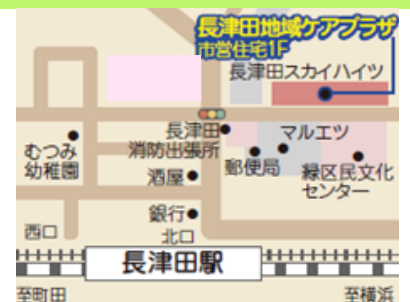 長津田地域ケアプラザ
市営住宅1F
長津田スカイハイツ
長津田
消防出張所
マルエツ
むつみ
幼稚園
酒屋
郵便局
緑区民文化
センター
銀行
西口
北口
長津田駅
至町田
至横浜